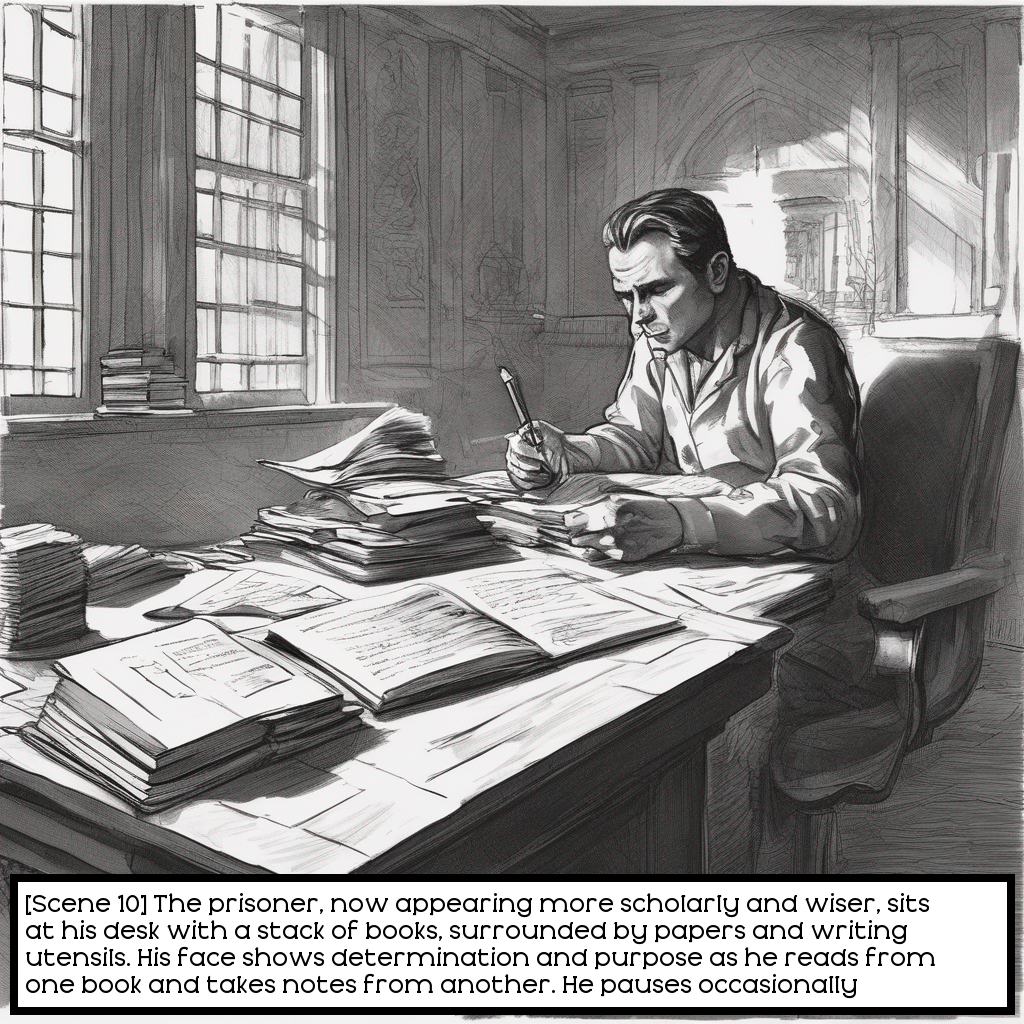 [Scene 10] The prisoner, now appearing more scholarly and wiser, sits
at his desk with a stack of books, surrounded by papers and writing
utensils. His face shows determination and purpose as he reads from
one book and takes notes from another. He pauses occasionally